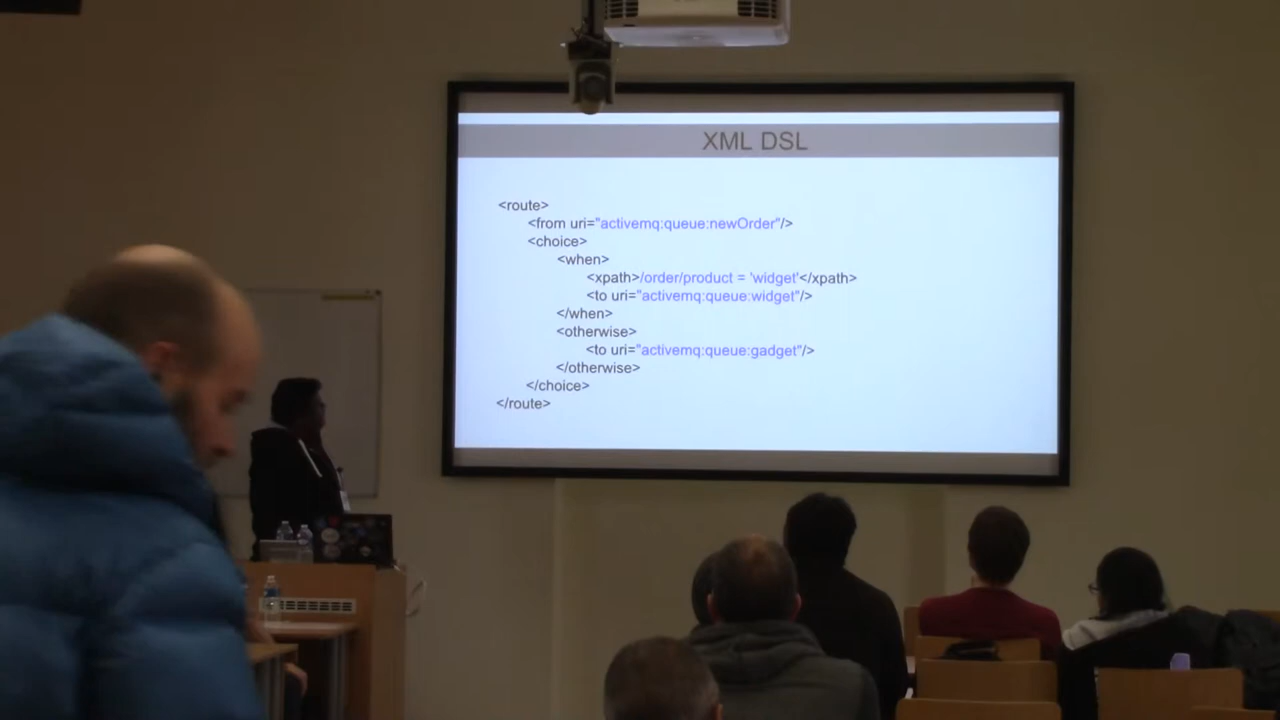 XML DSL
<route>
<from uri="activemq:queue:newOrder"/>
<choice>
<when>
<xpath>/order/product = 'widget'</xpath>
<to uri="activemq:queue:widget"/>
</when>
<otherwise>
<to uri="activemq:queue:gadget"/>
</otherwise>
</choice>
</route>